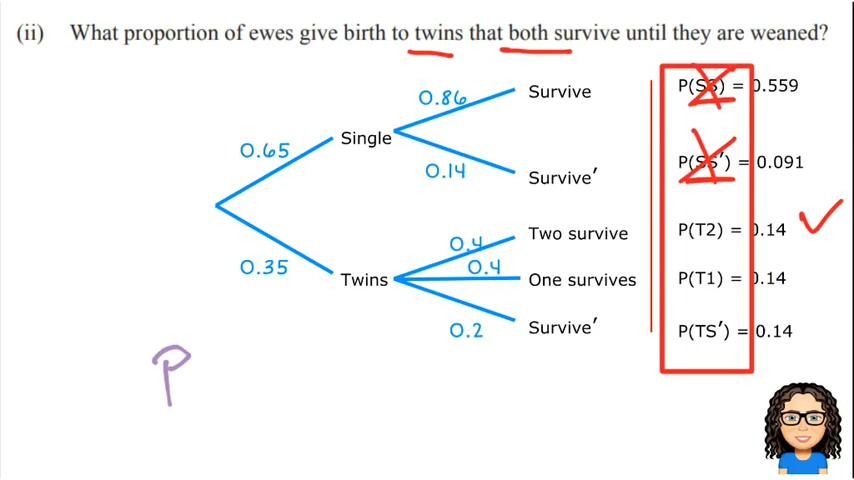 (ii) What proportion of ewes give birth to twins that both survive until they are weaned?
0.86 Survive P(SS) = 0.559
0.65 Single
0.14 Survive′ P(SS′) = 0.091
0.4 Two survive P(T2) = 0.14
0.35 Twins 0.4 One survives P(T1) = 0.14
0.2 Survive′ P(TS′) = 0.14
P